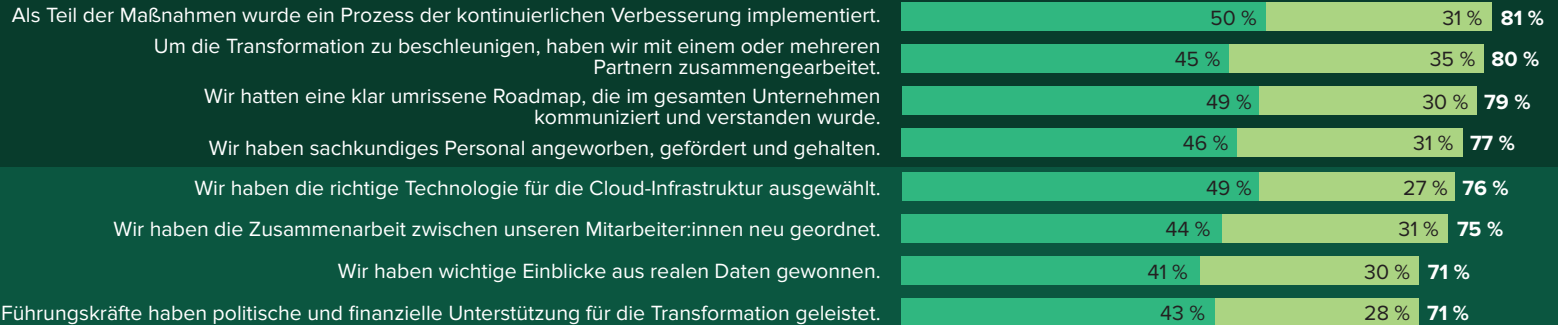 Als Teil der Maßnahmen wurde ein Prozess der kontinuierlichen Verbesserung implementiert. 50 % 31 % 81 %
Um die Transformation zu beschleunigen, haben wir mit einem oder mehreren
Partnern zusammengearbeitet. 45 % 35 % 80 %
Wir hatten eine klar umrissene Roadmap, die im gesamten Unternehmen
kommuniziert und verstanden wurde. 49 % 30 % 79 %
Wir haben sachkundiges Personal angeworben, gefördert und gehalten. 46 % 31 % 77 %
Wir haben die richtige Technologie für die Cloud-Infrastruktur ausgewählt. 49 % 27 % 76 %
Wir haben die Zusammenarbeit zwischen unseren Mitarbeiter:innen neu geordnet. 44 % 31 % 75 %
Wir haben wichtige Einblicke aus realen Daten gewonnen. 41 % 30 % 71 %
Führungskräfte haben politische und finanzielle Unterstützung für die Transformation geleistet. 43 % 28 % 71 %